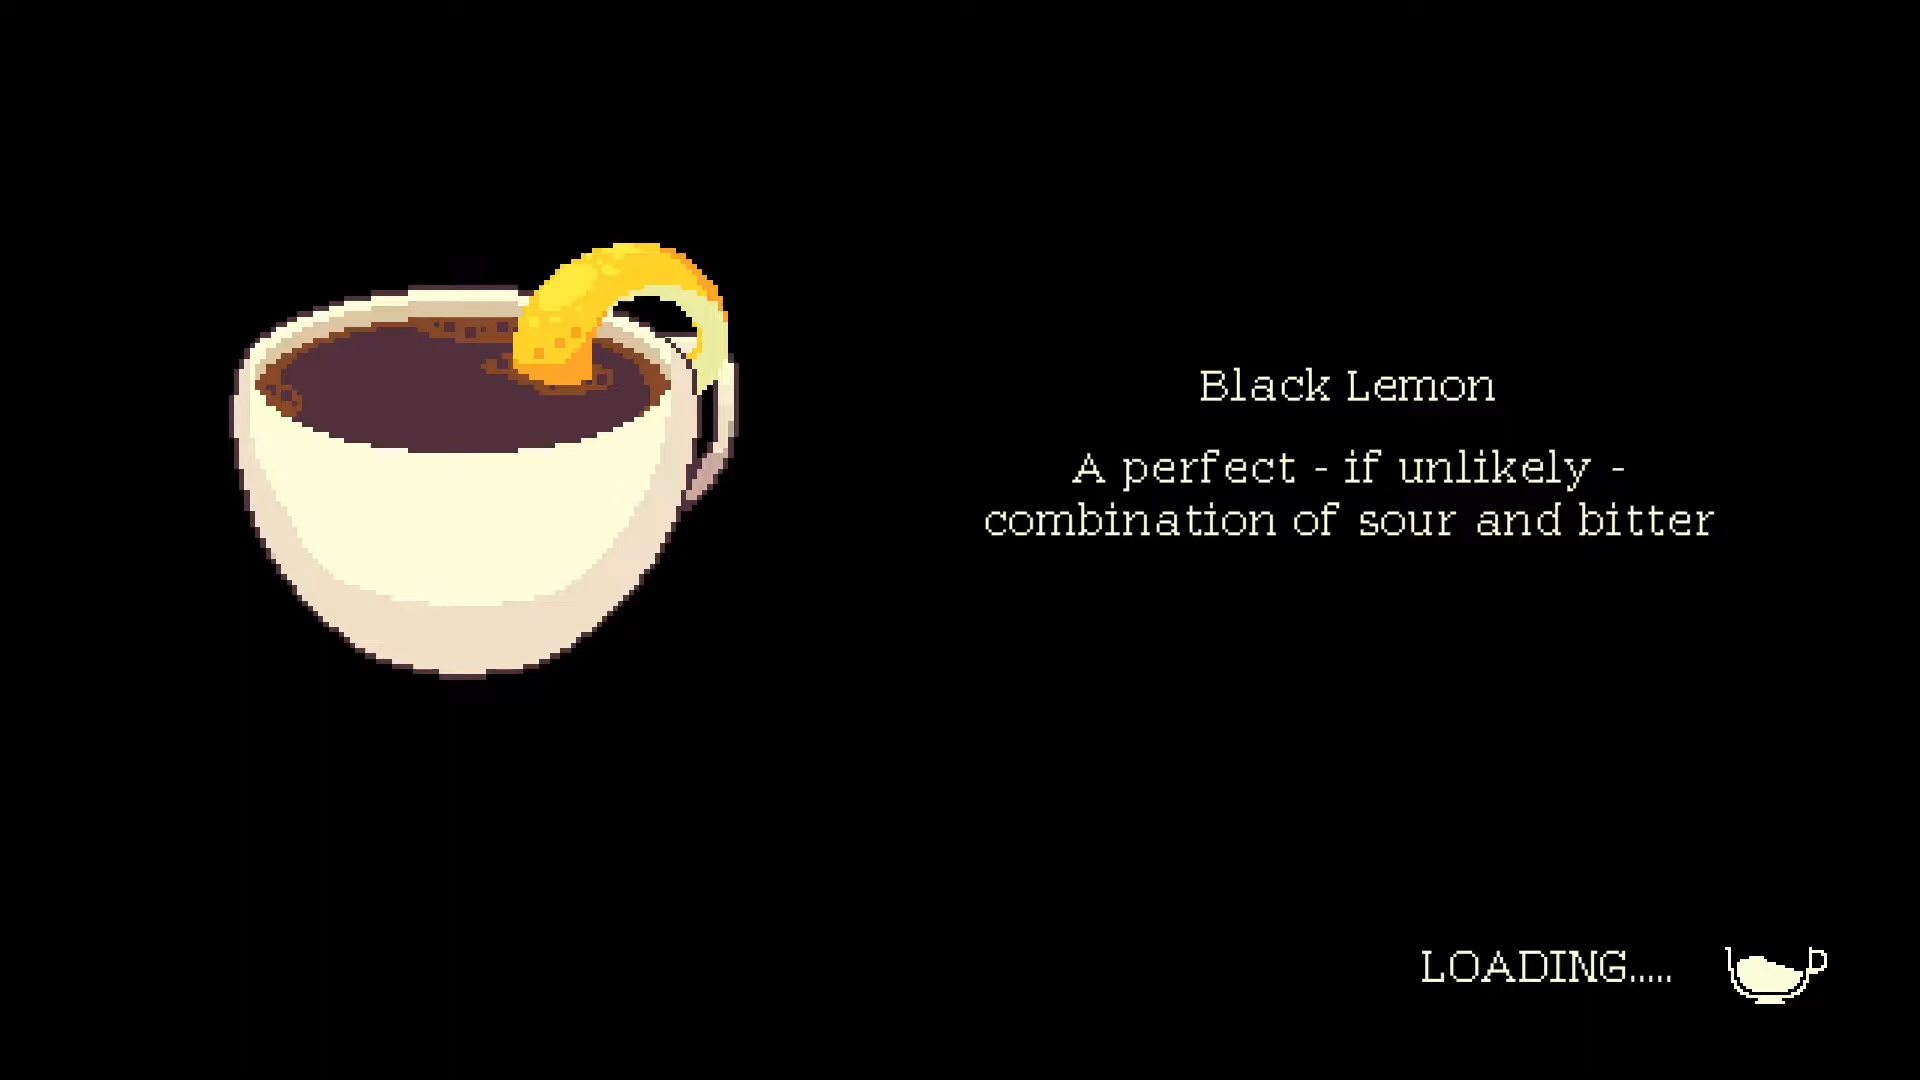 Black Lemon
A perfect - if unlikely -
combination of sour and bitter
LOADING.....